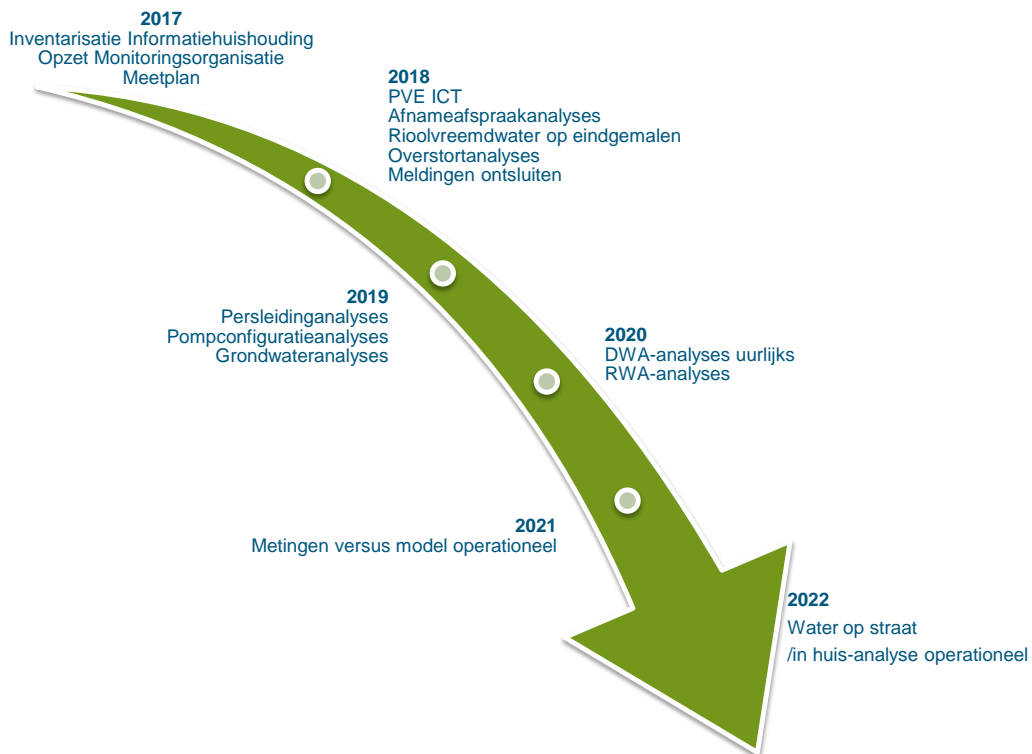 2017
Inventarisatie Informatiehuishouding
Opzet Monitoringsorganisatie
Meetplan
2018
PVE ICT
Afnameafspraakanalyses
Rioolvreemdwater op eindgemalen
Overstortanalyses
Meldingen ontsluiten
2019
Persleidinganalyses
Pompconfiguratieanalyses
Grondwateranalyses
2020
DWA-analyses uurlijks
RWA-analyses
2021
Metingen versus model operationeel
2022
Water op straat
/in huis-analyse operationeel